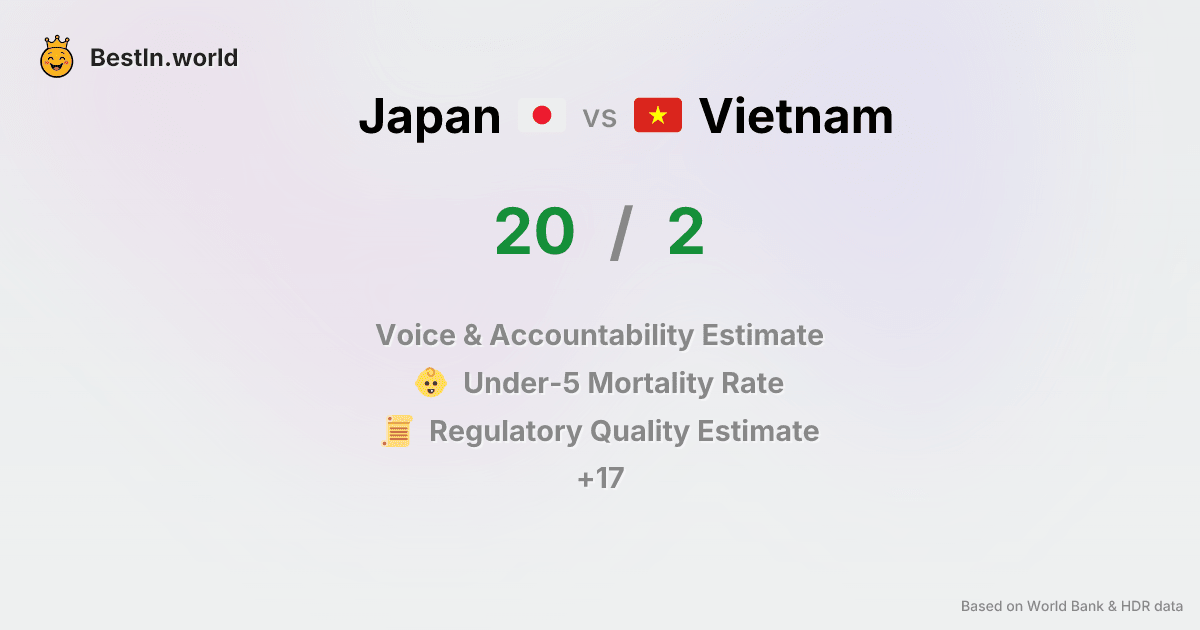 BestIn.world
Japan vs Vietnam
20 / 2
Voice & Accountability Estimate
Under-5 Mortality Rate
Regulatory Quality Estimate
+17
Based on World Bank & HDR data